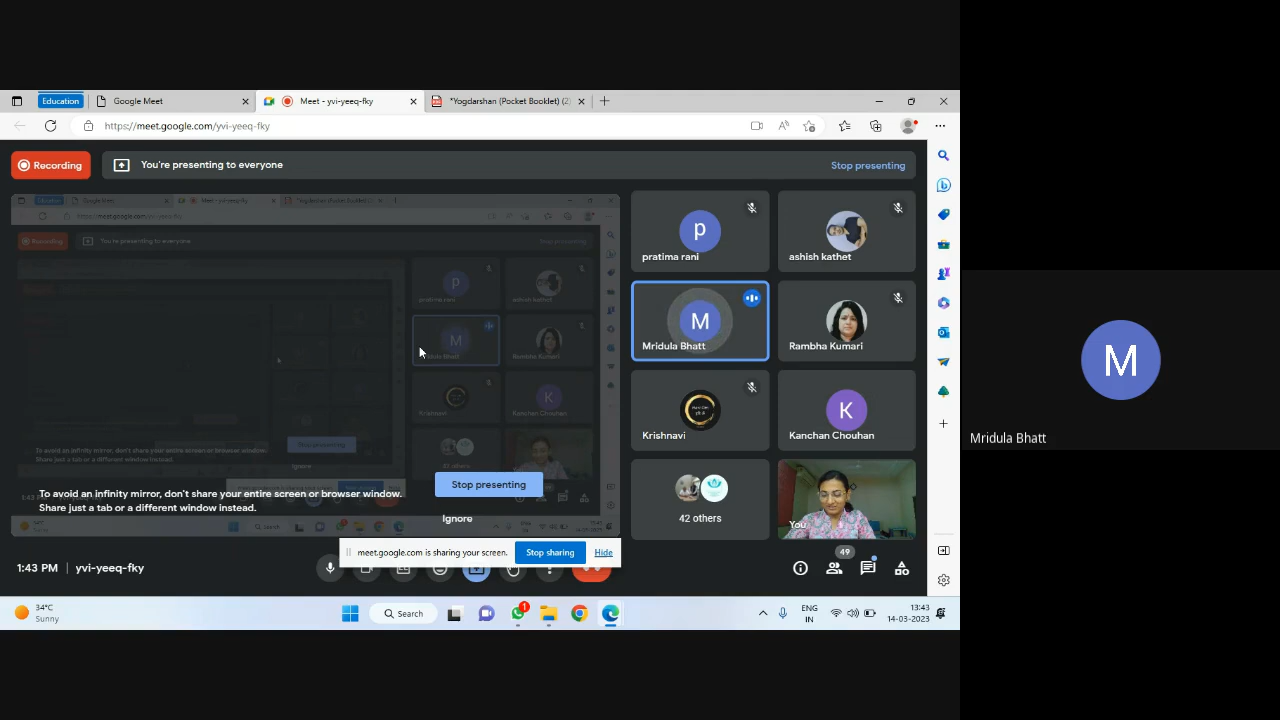 Education
Google Meet
Meet - yvi-yeeq-fky
*Yogdarshan (Pocket Booklet) (2)
https://meet.google.com/yvi-yeeq-fky
Recording
You're presenting to everyone
Stop presenting
P
pratima rani
ashish kathet
M
Mridula Bhatt
Rambha Kumari
Krishnavi
K
Kanchan Chouhan
42 others
You
To avoid an infinity mirror, don't share your entire screen or browser window.
Share just a tab or a different window instead.
Stop presenting
Ignore
meet.google.com is sharing your screen.
Stop sharing
Hide
49
1:43 PM | yvi-yeeq-fky
34°C
Sunny
Search
1
ENG
IN
13:43
14-03-2023
M
Mridula Bhatt